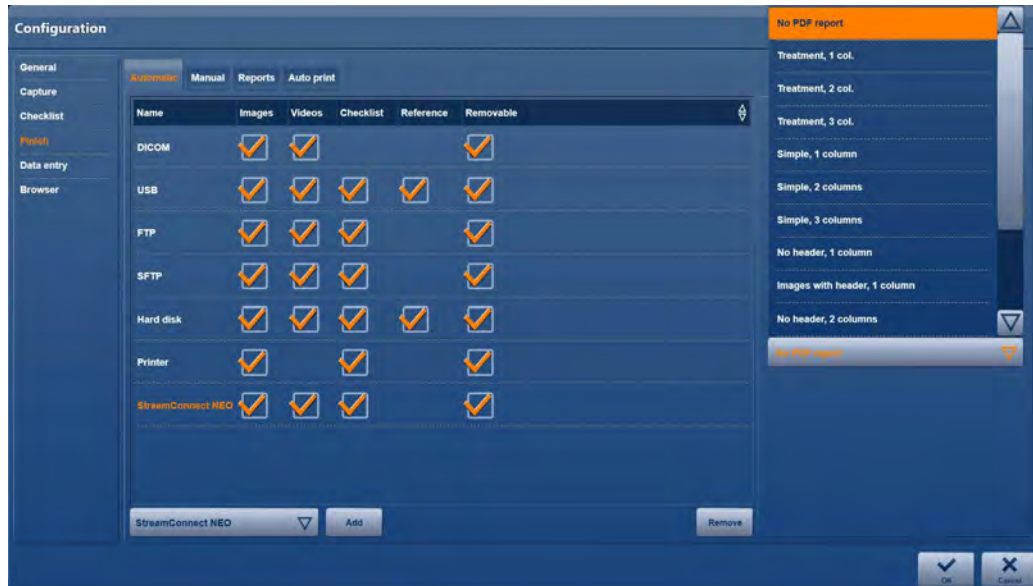 Configuration
General
Capture
Checklist
Finish
Data entry
Browser
Automatic Manual Reports Auto print
Name Images Videos Checklist Reference Removable
DICOM
USB
FTP
SFTP
Hard disk
Printer
StreamConnect NEO
StreamConnect NEO Add Remove
No PDF report
Treatment, 1 col.
Treatment, 2 col.
Treatment, 3 col.
Simple, 1 column
Simple, 2 columns
Simple, 3 columns
No header, 1 column
Images with header, 1 column
No header, 2 columns
No PDF report
OK Cancel